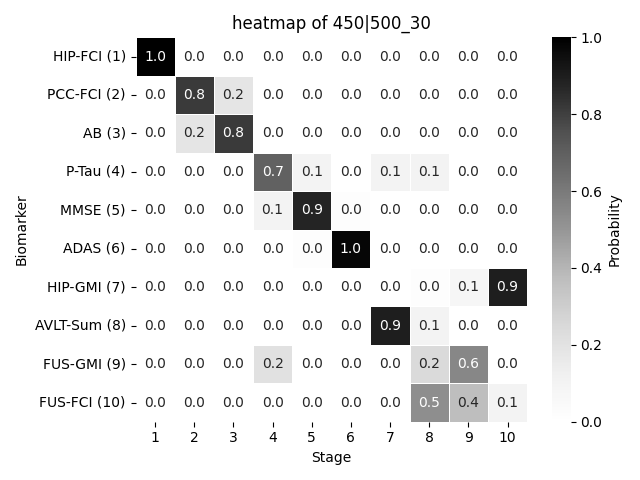 heatmap of 450|500_30
HIP-FCI (1) 1.0 0.0 0.0 0.0 0.0 0.0 0.0 0.0 0.0 0.0
PCC-FCI (2) 0.0 0.8 0.2 0.0 0.0 0.0 0.0 0.0 0.0 0.0
AB (3) 0.0 0.2 0.8 0.0 0.0 0.0 0.0 0.0 0.0 0.0
P-Tau (4) 0.0 0.0 0.0 0.7 0.1 0.0 0.1 0.1 0.0 0.0
MMSE (5) 0.0 0.0 0.0 0.1 0.9 0.0 0.0 0.0 0.0 0.0
ADAS (6) 0.0 0.0 0.0 0.0 0.0 1.0 0.0 0.0 0.0 0.0
HIP-GMI (7) 0.0 0.0 0.0 0.0 0.0 0.0 0.0 0.0 0.1 0.9
AVLT-Sum (8) 0.0 0.0 0.0 0.0 0.0 0.0 0.9 0.1 0.0 0.0
FUS-GMI (9) 0.0 0.0 0.0 0.2 0.0 0.0 0.0 0.2 0.6 0.0
FUS-FCI (10) 0.0 0.0 0.0 0.0 0.0 0.0 0.0 0.5 0.4 0.1
1 2 3 4 5 6 7 8 9 10
Stage
Biomarker
1.0
0.8
0.6
0.4
0.2
0.0
Probability